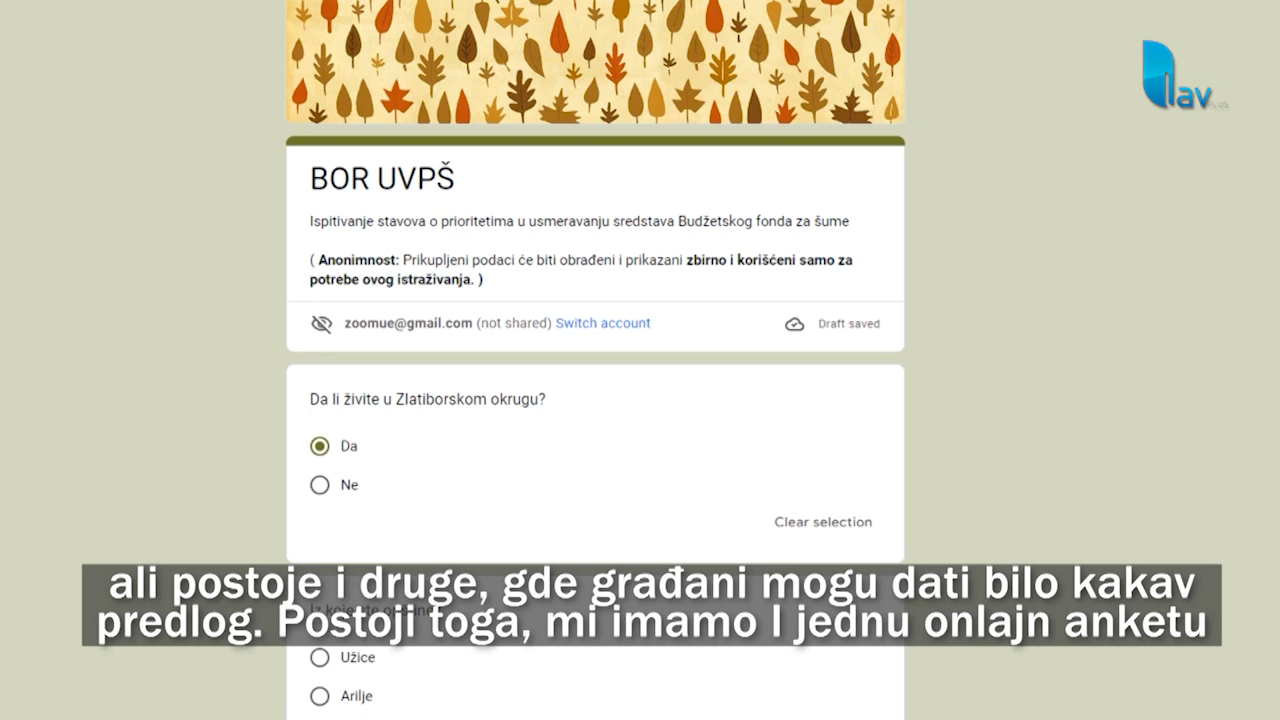 lav
PLUS
BOR UVPŠ
Ispitivanje stavova o prioritetima u usmeravanju sredstava Budžetskog fonda za šume
( Anonimnost: Prikupljeni podaci će biti obrađeni i prikazani zbirno i korišćeni samo za
potrebe ovog istraživanja. )
zoomue@gmail.com (not shared) Switch account
Draft saved
Da li živite u Zlatiborskom okrugu?
Da
Ne
Clear selection
ali postoje i druge, gde građani mogu dati bilo kakav
predlog. Postoji toga, mi imamo I jednu onlajn anketu
Užice
Arilje